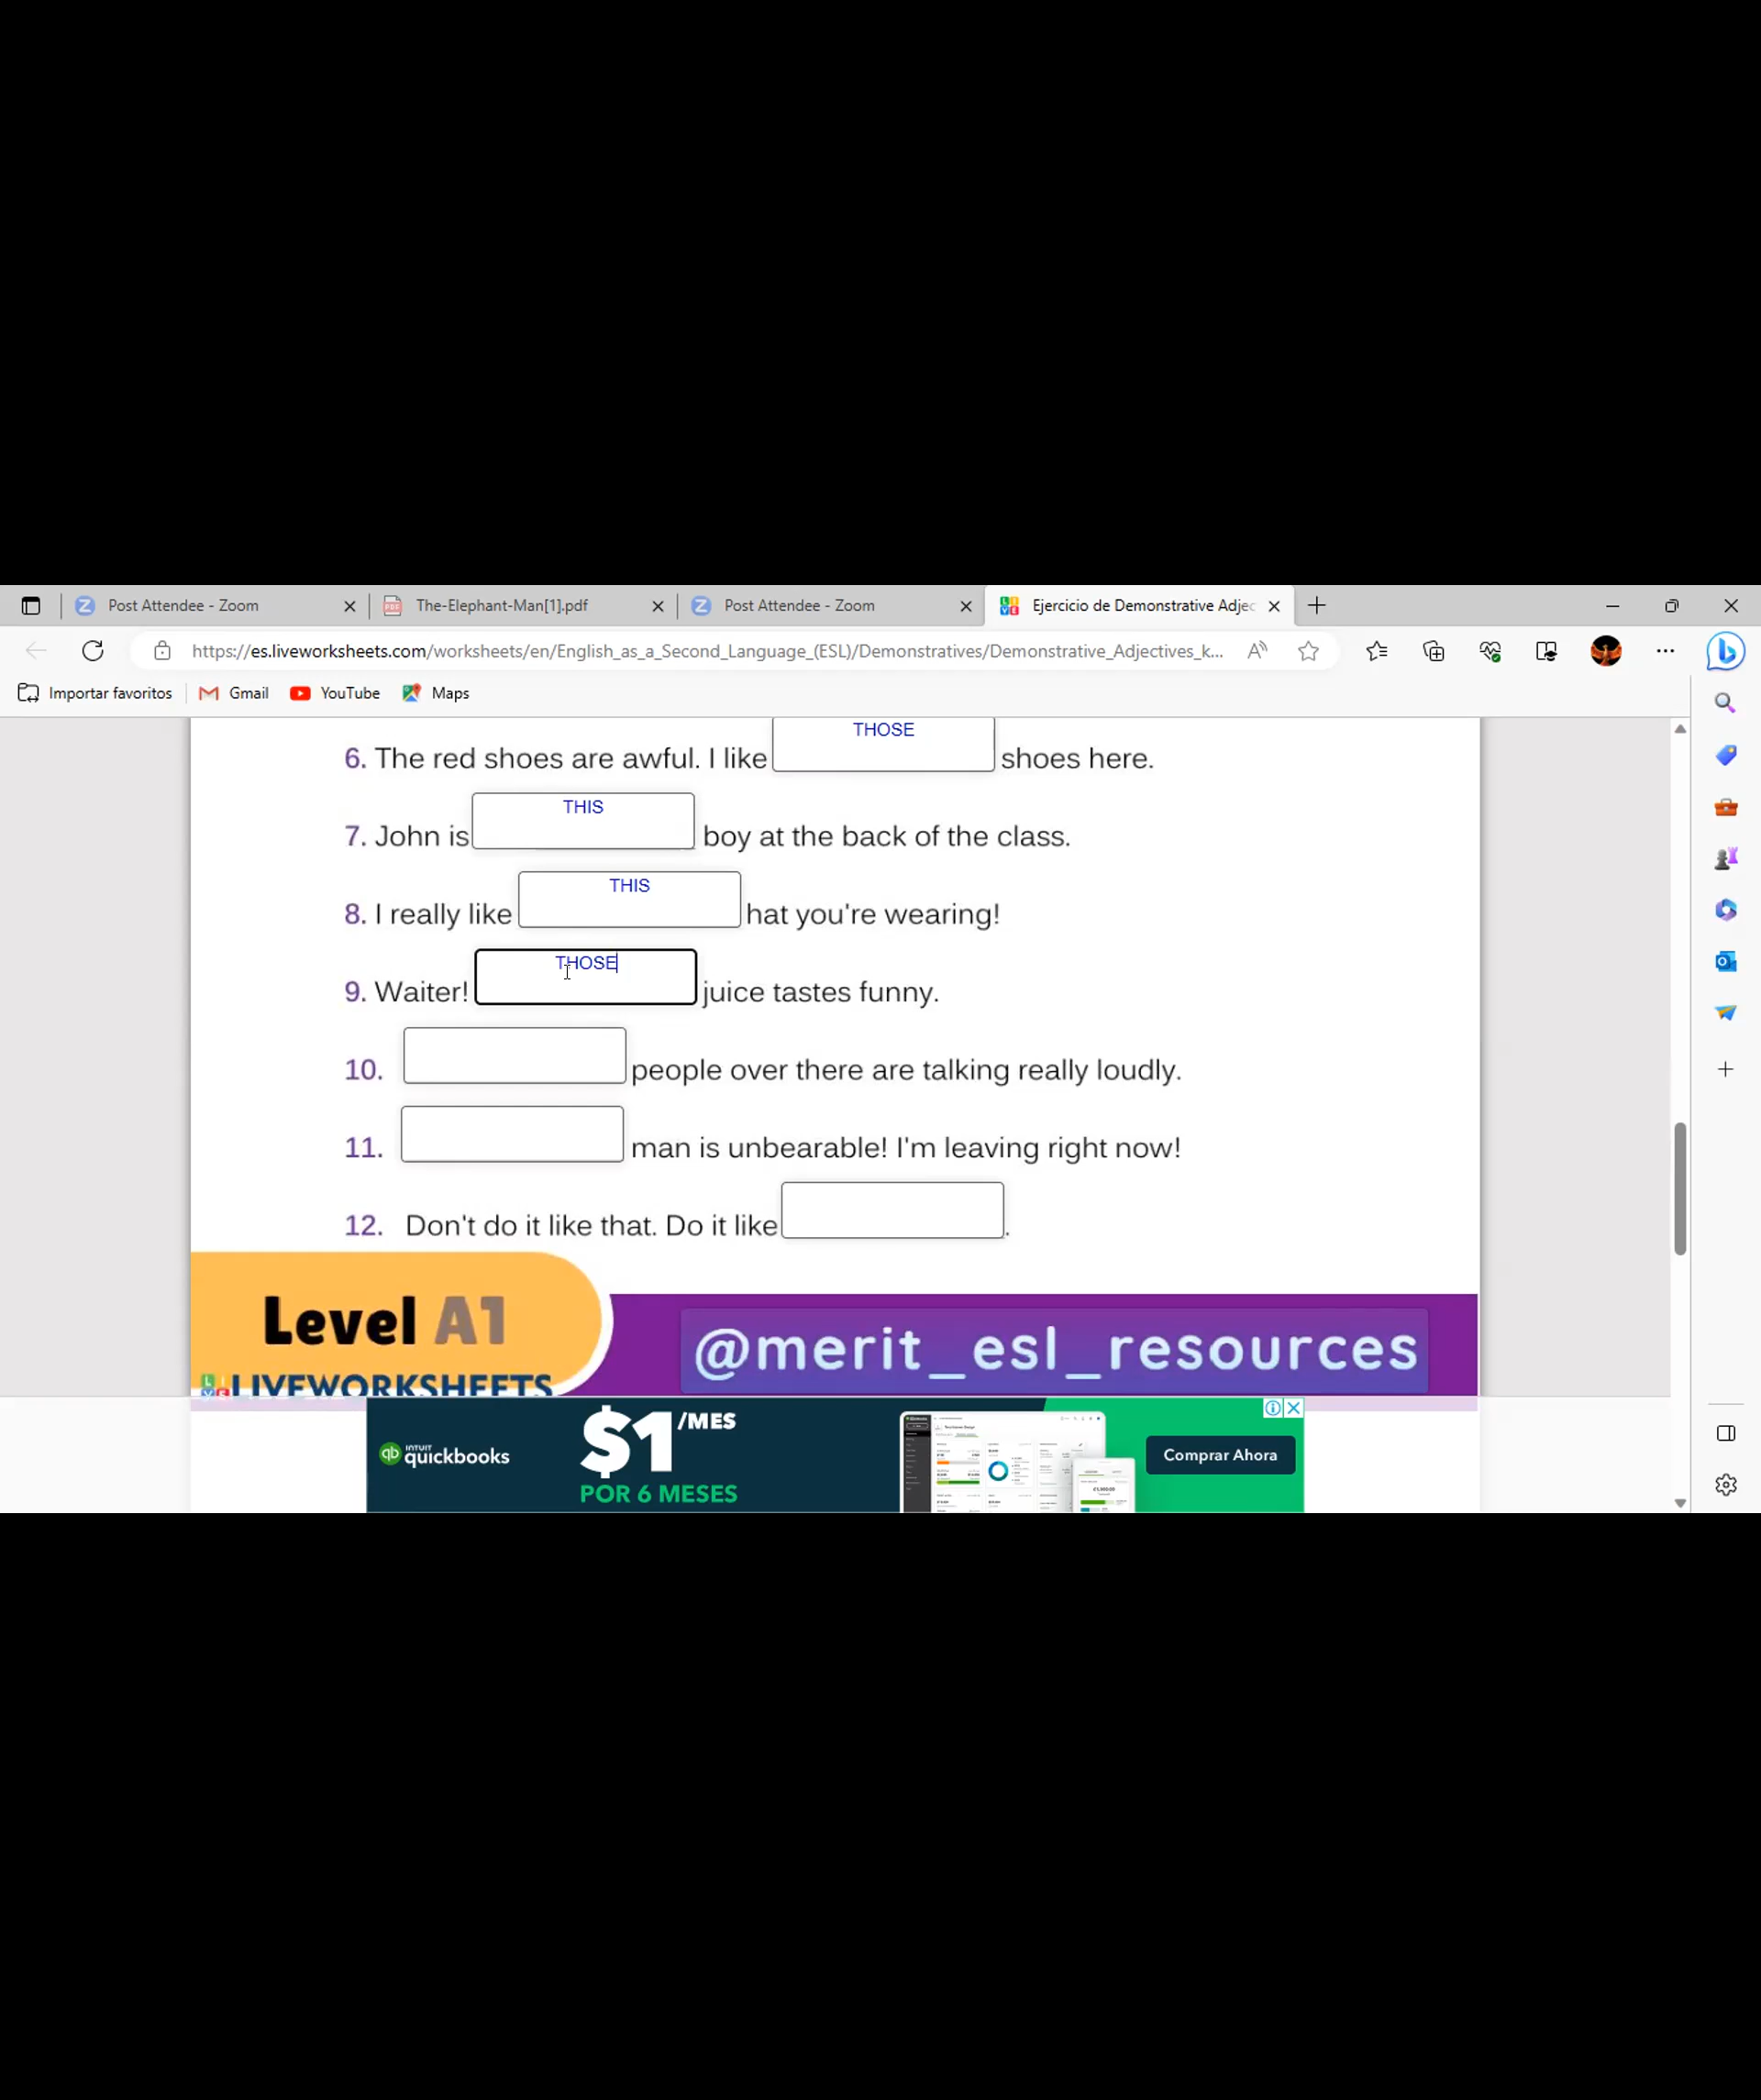 Post Attendee - Zoom
The-Elephant-Man[1].pdf
Post Attendee - Zoom
Ejercicio de Demonstrative Adjec
https://es.liveworksheets.com/worksheets/en/English_as_a_Second_Language_(ESL)/Demonstratives/Demonstrative_Adjectives_k...
Importar favoritos
Gmail
YouTube
Maps
6. The red shoes are awful. I like THOSE shoes here.
7. John is THIS boy at the back of the class.
8. I really like THIS hat you're wearing!
9. Waiter! THOSE juice tastes funny.
10. people over there are talking really loudly.
11. man is unbearable! I'm leaving right now!
12. Don't do it like that. Do it like .
Level A1
@merit_esl_resources
LIVEWORKSHEETS
intuit quickbooks
$1 /MES
POR 6 MESES
Comprar Ahora